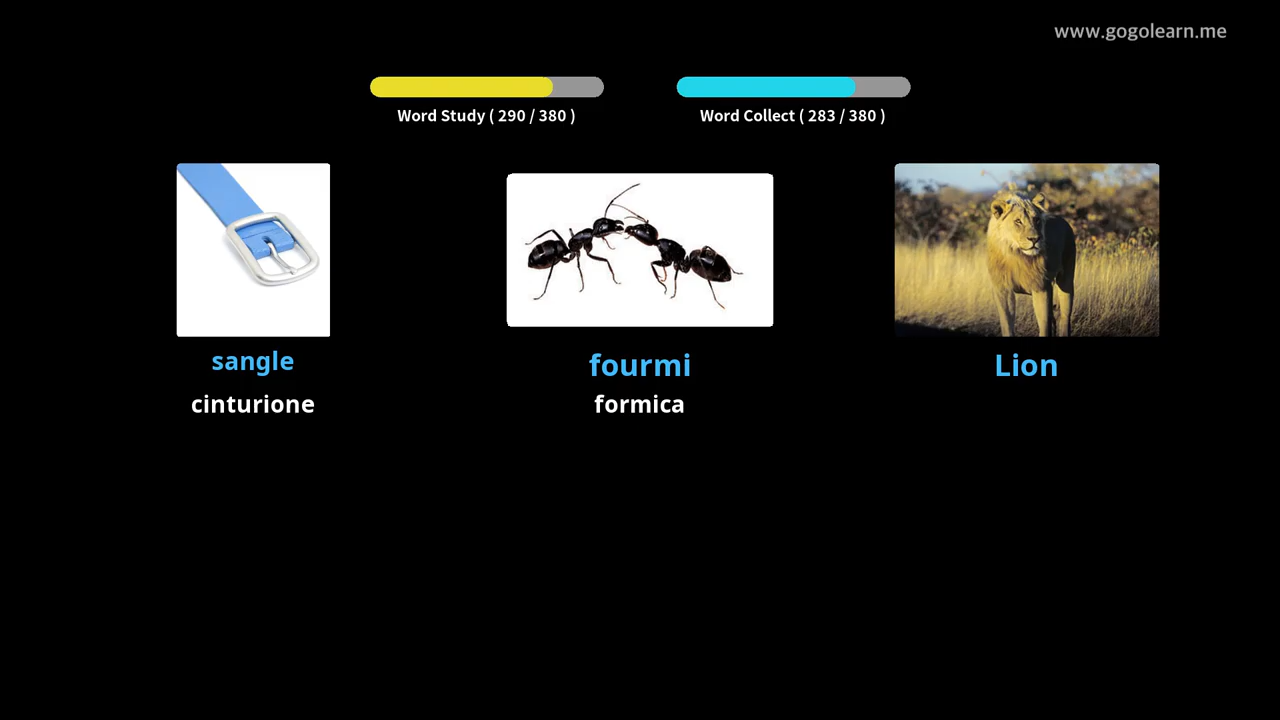 www.gogolearn.me
Word Study ( 290 / 380 )
Word Collect ( 283 / 380 )
sangle
cinturione
fourmi
formica
Lion